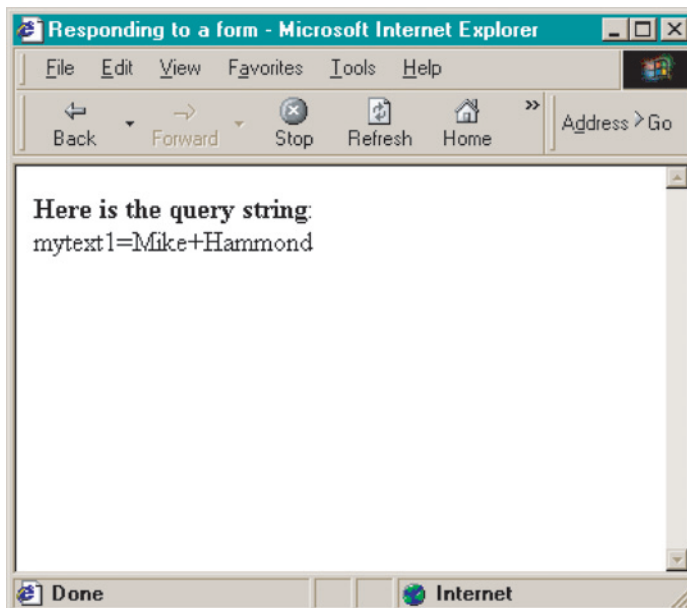 Responding to a form - Microsoft Internet Explorer
File Edit View Favorites Tools Help
Back Forward Stop Refresh Home » Address Go
Here is the query string:
mytext1=Mike+Hammond
Done Internet